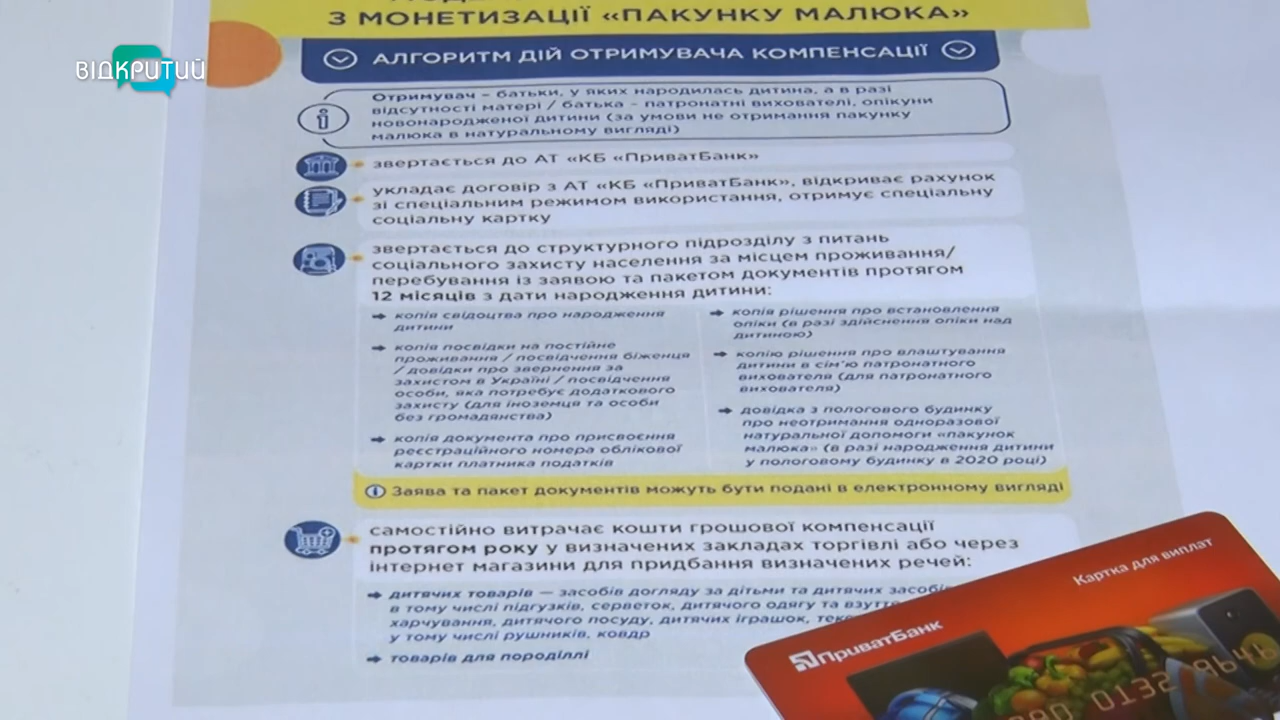 З МОНЕТИЗАЦІЇ «ПАКУНКУ МАЛЮКА»
АЛГОРИТМ ДІЙ ОТРИМУВАЧА КОМПЕНСАЦІЇ
ВІДКРИТИЙ
Отримувач – батьки, у яких народилась дитина, а в разі
відсутності матері / батька – патронатні вихователі, опікуни
новонародженої дитини (за умови не отримання пакунку
малюка в натуральному вигляді)
звертається до АТ «КБ «ПриватБанк»
укладає договір з АТ «КБ «ПриватБанк», відкриває рахунок
зі спеціальним режимом використання, отримує спеціальну
соціальну картку
звертається до структурного підрозділу з питань
соціального захисту населення за місцем проживання/
перебування із заявою та пакетом документів протягом
12 місяців з дати народження дитини:
копія свідоцтва про народження
дитини
копія посвідки на постійне
проживання / посвідчення біженця
/ довідки про звернення за
захистом в Україні / посвідчення
особи, яка потребує додаткового
захисту (для іноземця та особи
без громадянства)
копія документа про присвоєння
реєстраційного номера облікової
картки платника податків
копія рішення про встановлення
опіки (в разі здійснення опіки над
дитиною)
копію рішення про влаштування
дитини в сім'ю патронатного
вихователя (для патронатного
вихователя)
довідка з пологового будинку
про неотримання одноразової
натуральної допомоги «пакунок
малюка» (в разі народження дитини
у пологовому будинку в 2020 році)
Заява та пакет документів можуть бути подані в електронному вигляді
самостійно витрачає кошти грошової компенсації
протягом року у визначених закладах торгівлі або через
інтернет магазини для придбання визначених речей:
дитячих товарів — засобів догляду за дітьми та дитячих засобів
в тому числі підгузків, серветок, дитячого одягу та взуття
харчування, дитячого посуду, дитячих іграшок, тек
у тому числі рушників, ковдр
товарів для породіллі
Картка для виплат
ПриватБанк
0132 9646